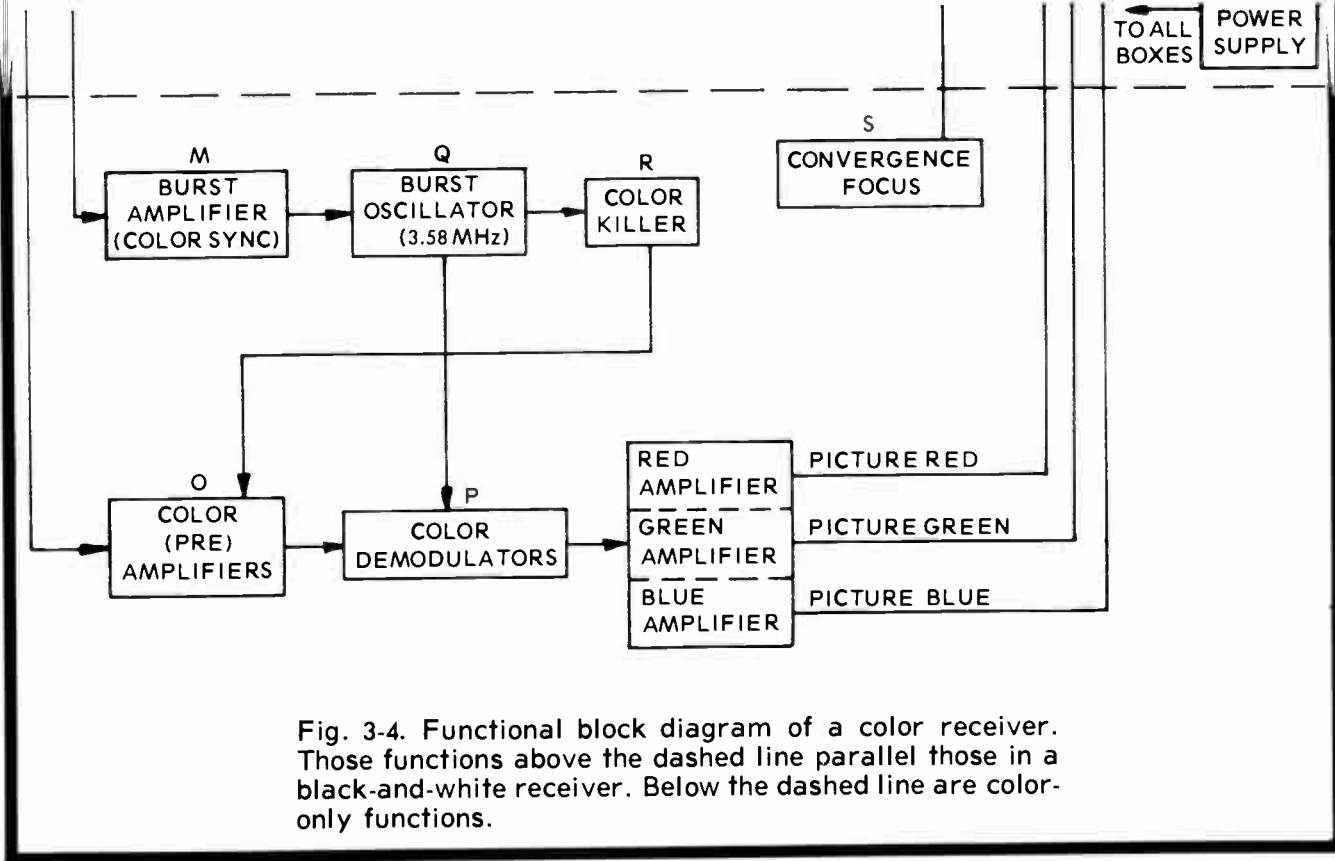 TO ALL
BOXES
POWER
SUPPLY
S
CONVERGENCE
FOCUS
M
BURST
AMPLIFIER
(COLOR SYNC)
Q
BURST
OSCILLATOR
(3.58 MHz)
R
COLOR
KILLER
O
COLOR
(PRE)
AMPLIFIERS
P
COLOR
DEMODULATORS
RED
AMPLIFIER
GREEN
AMPLIFIER
BLUE
AMPLIFIER
PICTURE RED
PICTURE GREEN
PICTURE BLUE
Fig. 3-4. Functional block diagram of a color receiver.
Those functions above the dashed line parallel those in a
black-and-white receiver. Below the dashed line are color-
only functions.